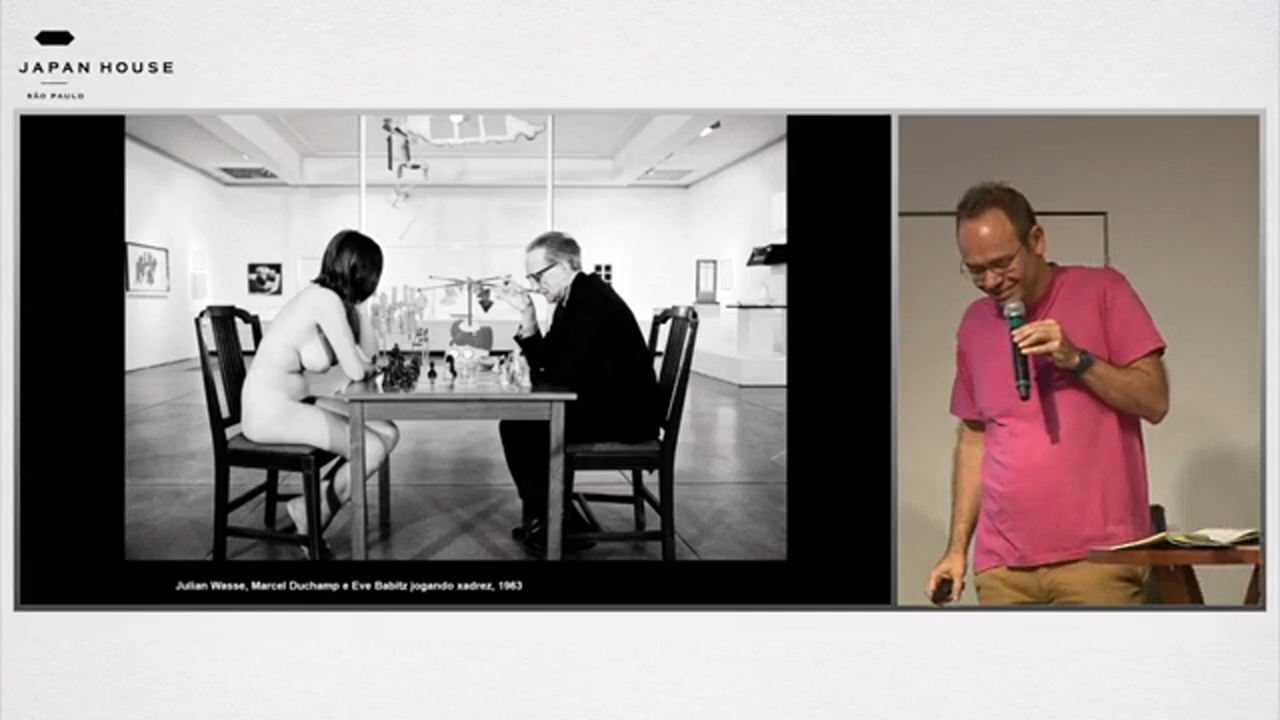 JAPAN HOUSE
SÃO PAULO
Julian Wasse, Marcel Duchamp e Eve Babitz jogando xadrez, 1963